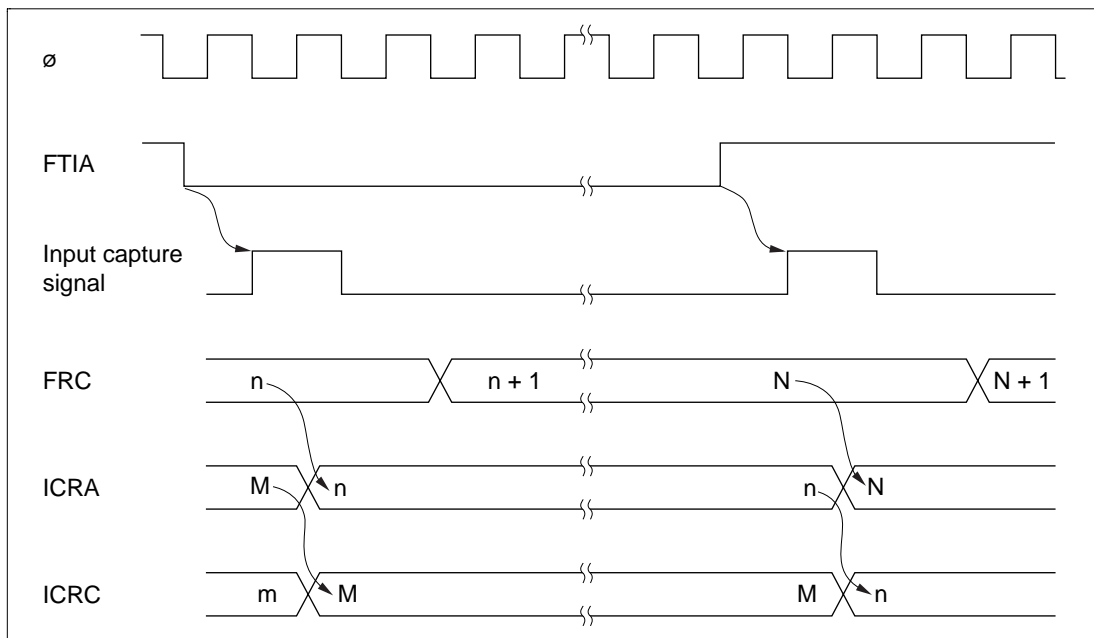 ø
FTIA
Input capture
signal
FRC n n + 1 N N + 1
ICRA M n n N
ICRC m M M n